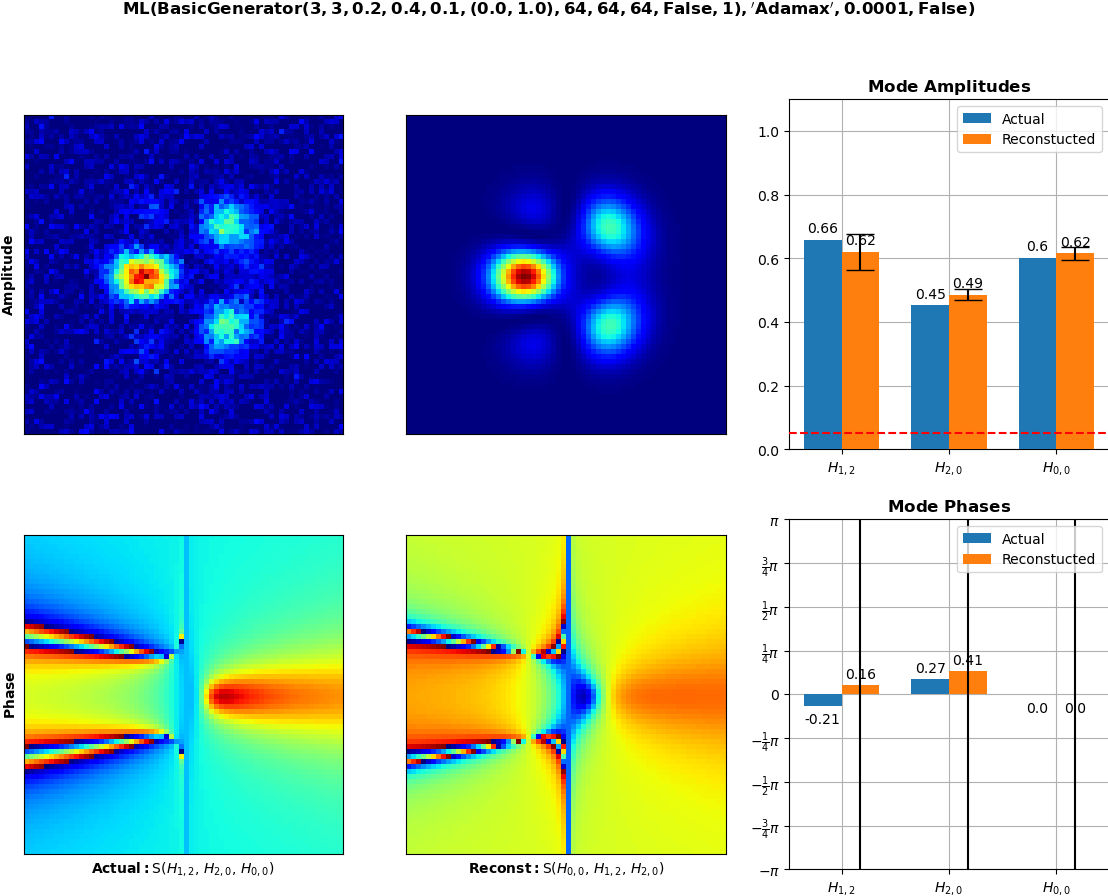 ML(BasicGenerator(3, 3, 0.2, 0.4, 0.1, (0.0, 1.0), 64, 64, 64, False, 1), ′Adamax′, 0.0001, False)
Amplitude
Mode Amplitudes
Actual
Reconstucted
1.0
0.8
0.6
0.4
0.2
0.0
0.66
0.62
0.45
0.49
0.6
0.62
H1,2
H2,0
H0,0
Phase
Actual: S(H1,2, H2,0, H0,0)
Reconst: S(H0,0, H1,2, H2,0)
Mode Phases
Actual
Reconstucted
π
3/4π
1/2π
1/4π
0
−1/4π
−1/2π
−3/4π
−π
-0.21
0.16
0.27
0.41
0.0
0.0
H1,2
H2,0
H0,0